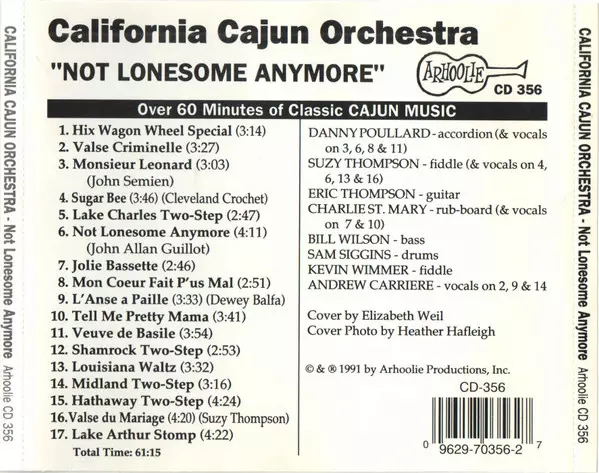 California Cajun Orchestra
"NOT LONESOME ANYMORE"
ARHOOLIE
CD 356
Over 60 Minutes of Classic CAJUN MUSIC
1. Hix Wagon Wheel Special (3:14)
2. Valse Criminelle (3:27)
3. Monsieur Leonard (3:03)
(John Semien)
4. Sugar Bee (3:46) (Cleveland Crochet)
5. Lake Charles Two-Step (2:47)
6. Not Lonesome Anymore (4:11)
(John Allan Guillot)
7. Jolie Bassette (2:46)
8. Mon Coeur Fait P'us Mal (2:51)
9. L'Anse a Paille (3:33) (Dewey Balfa)
10. Tell Me Pretty Mama (3:41)
11. Veuve de Basile (3:54)
12. Shamrock Two-Step (2:53)
13. Louisiana Waltz (3:32)
14. Midland Two-Step (3:16)
15. Hathaway Two-Step (4:24)
16.Valse du Mariage (4:20) (Suzy Thompson)
17. Lake Arthur Stomp (4:22)
Total Time: 61:15
DANNY POULLARD - accordion (& vocals
on 3, 6, 8 & 11)
SUZY THOMPSON - fiddle (& vocals on 4,
6, 13 & 16)
ERIC THOMPSON - guitar
CHARLIE ST. MARY - rub-board (& vocals
on 7 & 10)
BILL WILSON - bass
SAM SIGGINS - drums
KEVIN WIMMER - fiddle
ANDREW CARRIERE - vocals on 2, 9 & 14
Cover by Elizabeth Weil
Cover Photo by Heather Hafleigh
© & ℗ 1991 by Arhoolie Productions, Inc.
CD-356
0 9629-70356-2 7
CALIFORNIA CAJUN ORCHESTRA - Not Lonesome Anymore Arhoolie CD 356
CALIFORNIA CAJUN ORCHESTRA - Not Lonesome Anymore Arhoolie CD 356